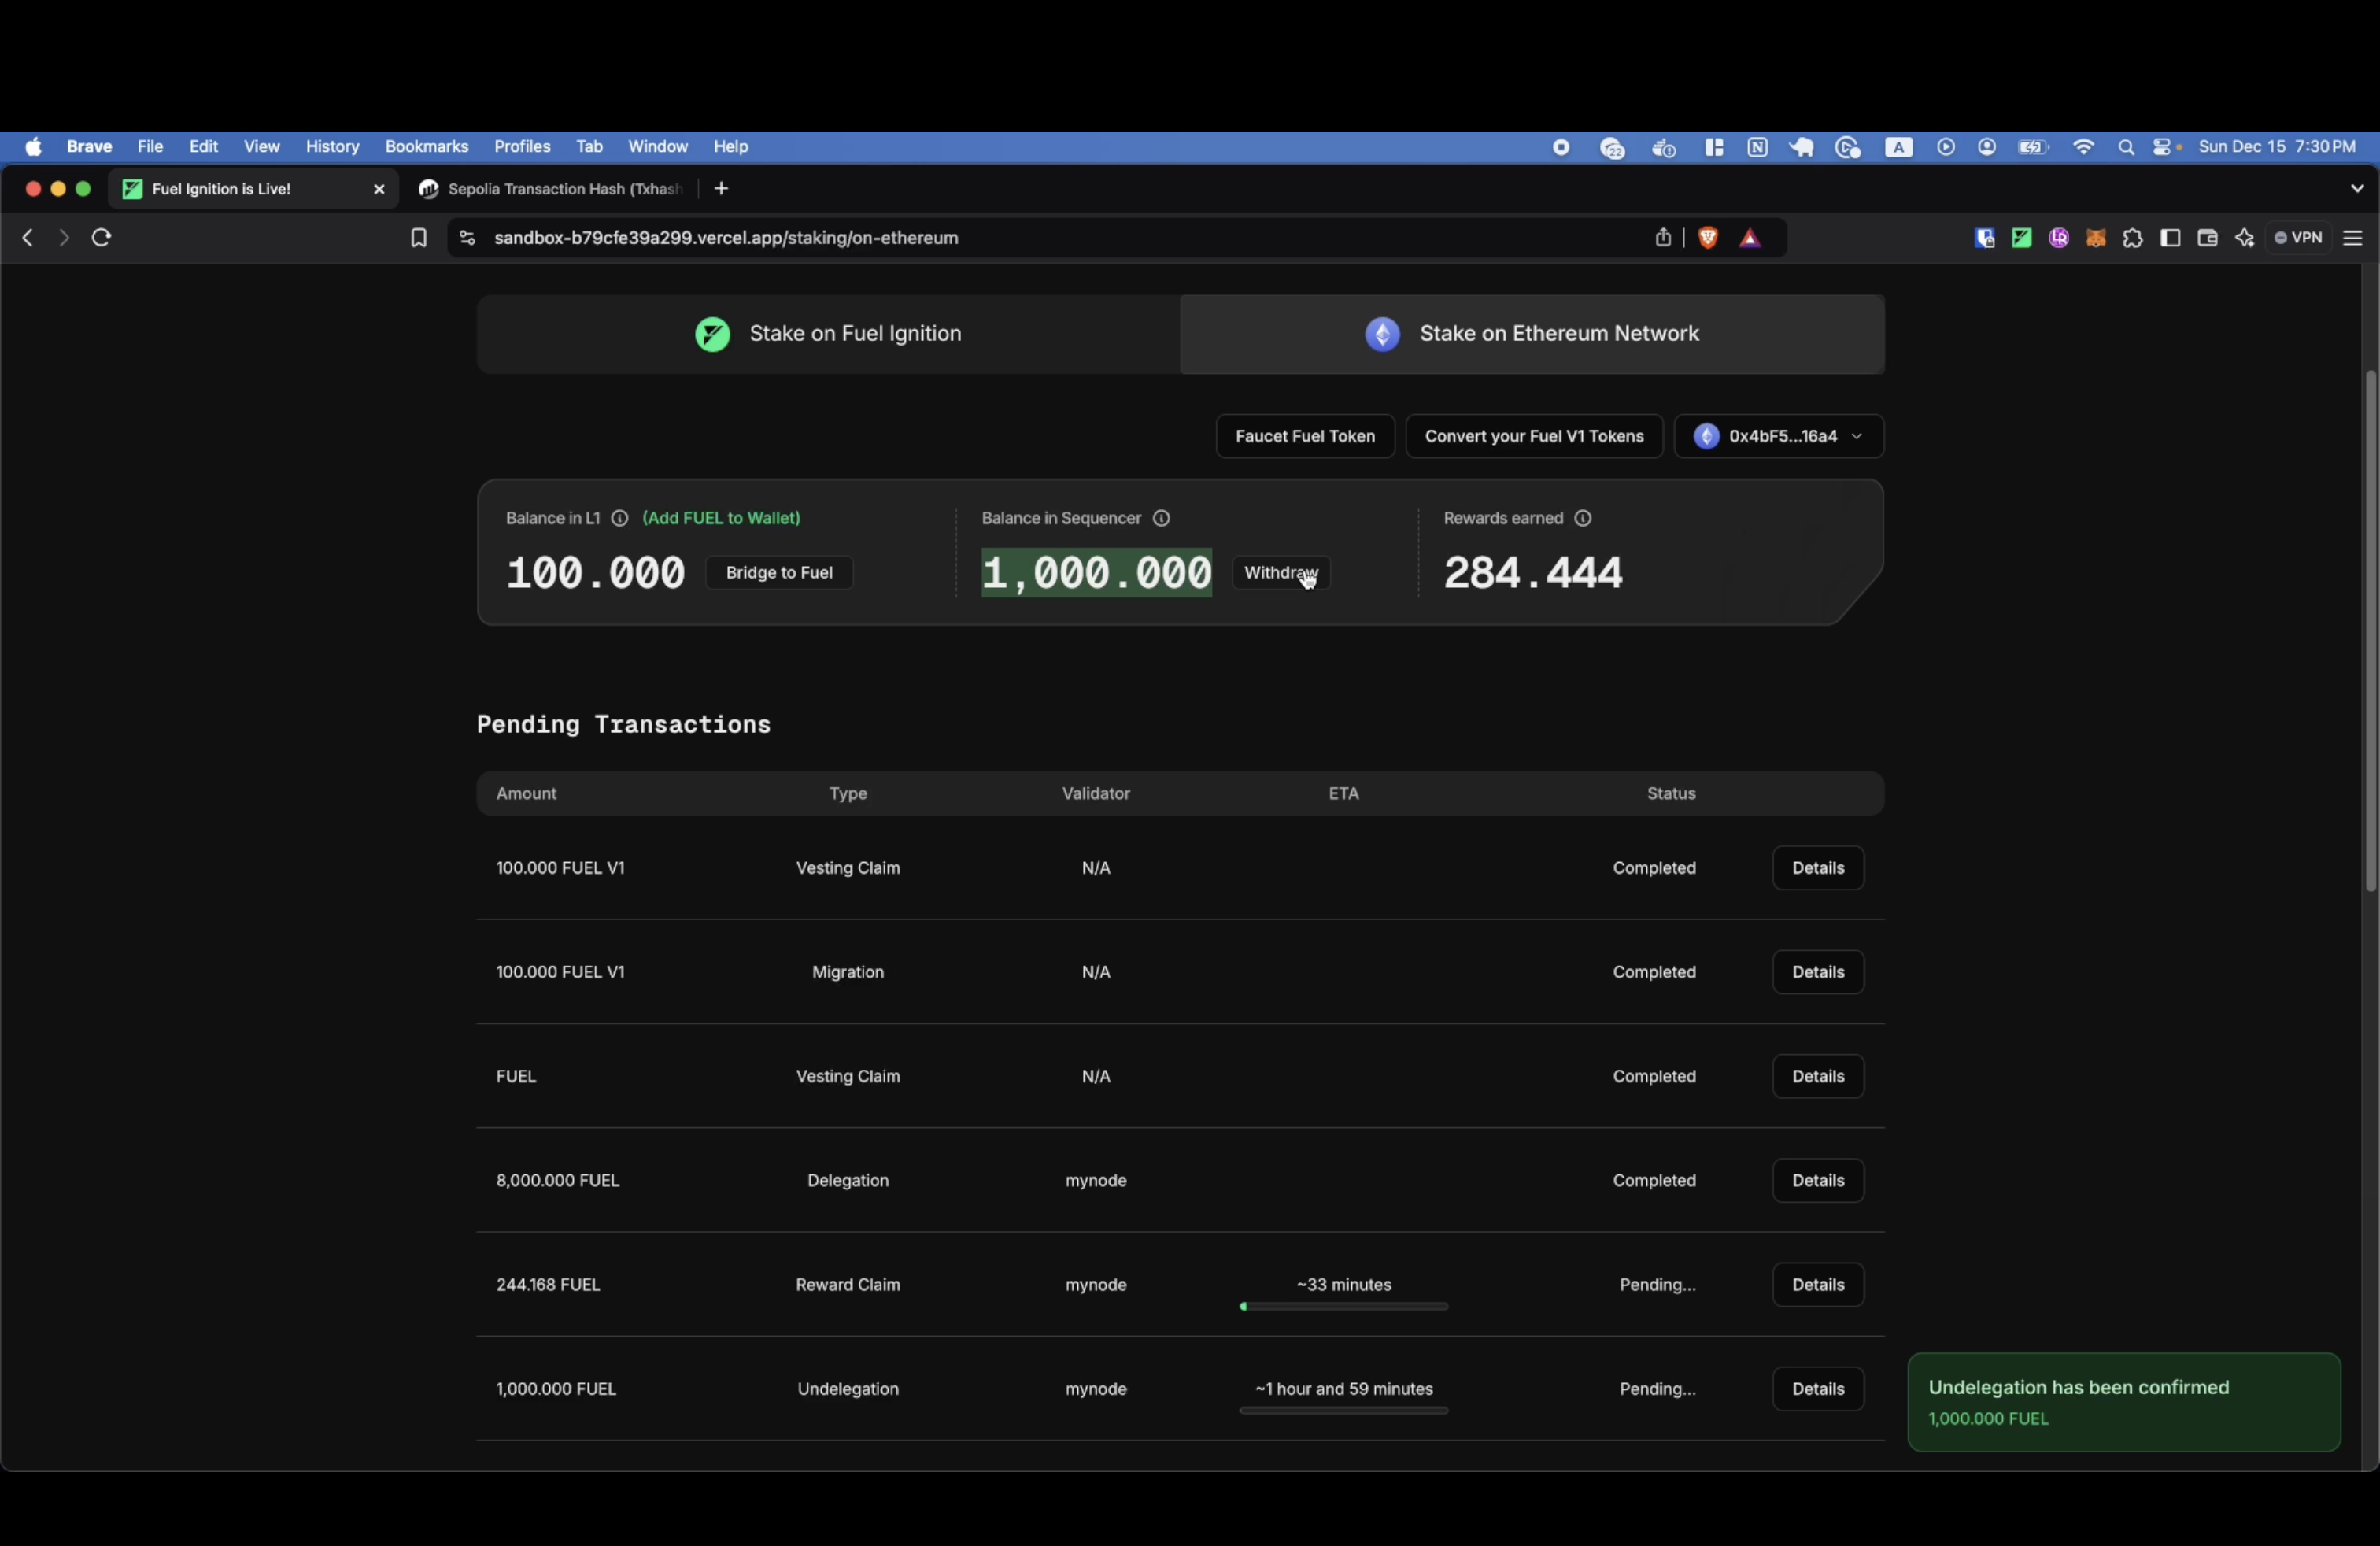 Brave File Edit View History Bookmarks Profiles Tab Window Help 22 N A Sun Dec 15 7:30 PM
Fuel Ignition is Live! Sepolia Transaction Hash (Txhash
sandbox-b79cfe39a299.vercel.app/staking/on-ethereum VPN
Stake on Fuel Ignition Stake on Ethereum Network
Faucet Fuel Token Convert your Fuel V1 Tokens 0x4bF5...16a4
Balance in L1 (Add FUEL to Wallet) Balance in Sequencer Rewards earned
100.000 Bridge to Fuel 1,000.000 Withdraw 284.444
Pending Transactions
Amount Type Validator ETA Status
100.000 FUEL V1 Vesting Claim N/A Completed Details
100.000 FUEL V1 Migration N/A Completed Details
FUEL Vesting Claim N/A Completed Details
8,000.000 FUEL Delegation mynode Completed Details
244.168 FUEL Reward Claim mynode ~33 minutes Pending... Details
1,000.000 FUEL Undelegation mynode ~1 hour and 59 minutes Pending... Details
Undelegation has been confirmed
1,000.000 FUEL